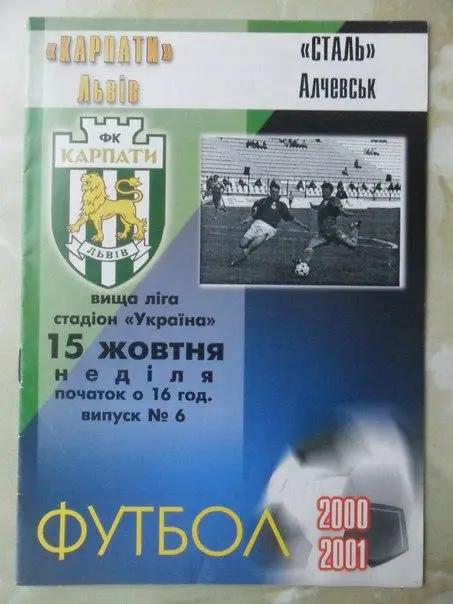 «КАРПАТИ»
Львів
«СТАЛЬ»
Алчевськ
ФК
КАРПАТИ
ЛЬВІВ
вища ліга
стадіон «Україна»
15 ЖОВТНЯ
неділя
початок о 16 год.
випуск № 6
ФУТБОЛ
2000
2001